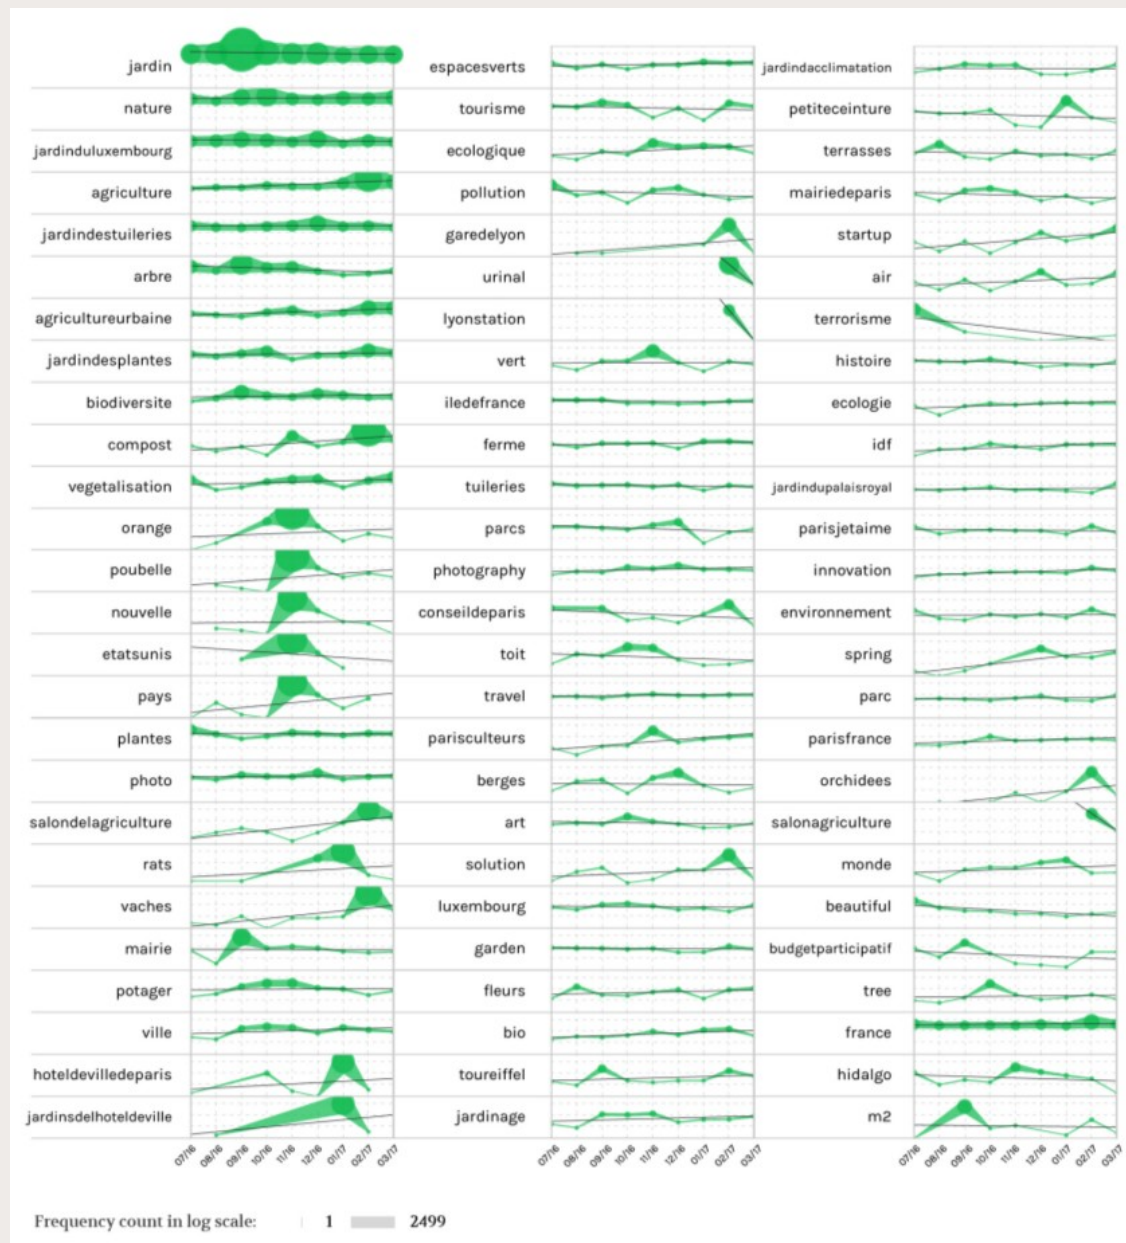 jardin
nature
jardinduluxembourg
agriculture
jardindestuileries
arbre
agricultureurbaine
jardindesplantes
biodiversite
compost
vegetalisation
orange
poubelle
nouvelle
etatsunis
pays
plantes
photo
salondelagriculture
rats
vaches
mairie
potager
ville
hoteldevilledeparis
jardinsdelhoteldeville
07/16 08/16 09/16 10/16 11/16 12/16 01/17 02/17 03/17
espacesverts
tourisme
ecologique
pollution
garedelyon
urinal
lyonstation
vert
iledefrance
ferme
tuileries
parcs
photography
conseildeparis
toit
travel
parisculteurs
berges
art
solution
luxembourg
garden
fleurs
bio
toureiffel
jardinage
07/16 08/16 09/16 10/16 11/16 12/16 01/17 02/17 03/17
jardindacclimatation
petiteceinture
terrasses
mairiedeparis
startup
air
terrorisme
histoire
ecologie
idf
jardindupalaisroyal
parisjetaime
innovation
environnement
spring
parc
parisfrance
orchidees
salonagriculture
monde
beautiful
budgetparticipatif
tree
france
hidalgo
m2
07/16 08/16 09/16 10/16 11/16 12/16 01/17 02/17 03/17
Frequency count in log scale: 1 2499